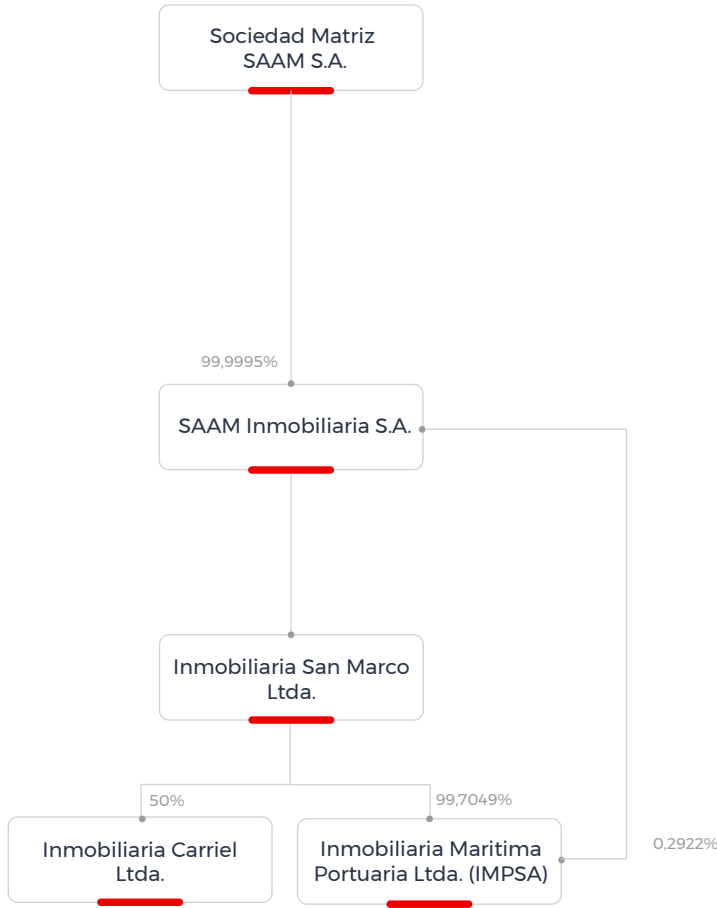 Sociedad Matriz
SAAM S.A.
99,9995%
SAAM Inmobiliaria S.A.
Inmobiliaria San Marco
Ltda.
50%
99,7049%
Inmobiliaria Carriel
Ltda.
Inmobiliaria Maritima
Portuaria Ltda. (IMPSA)
0,2922%